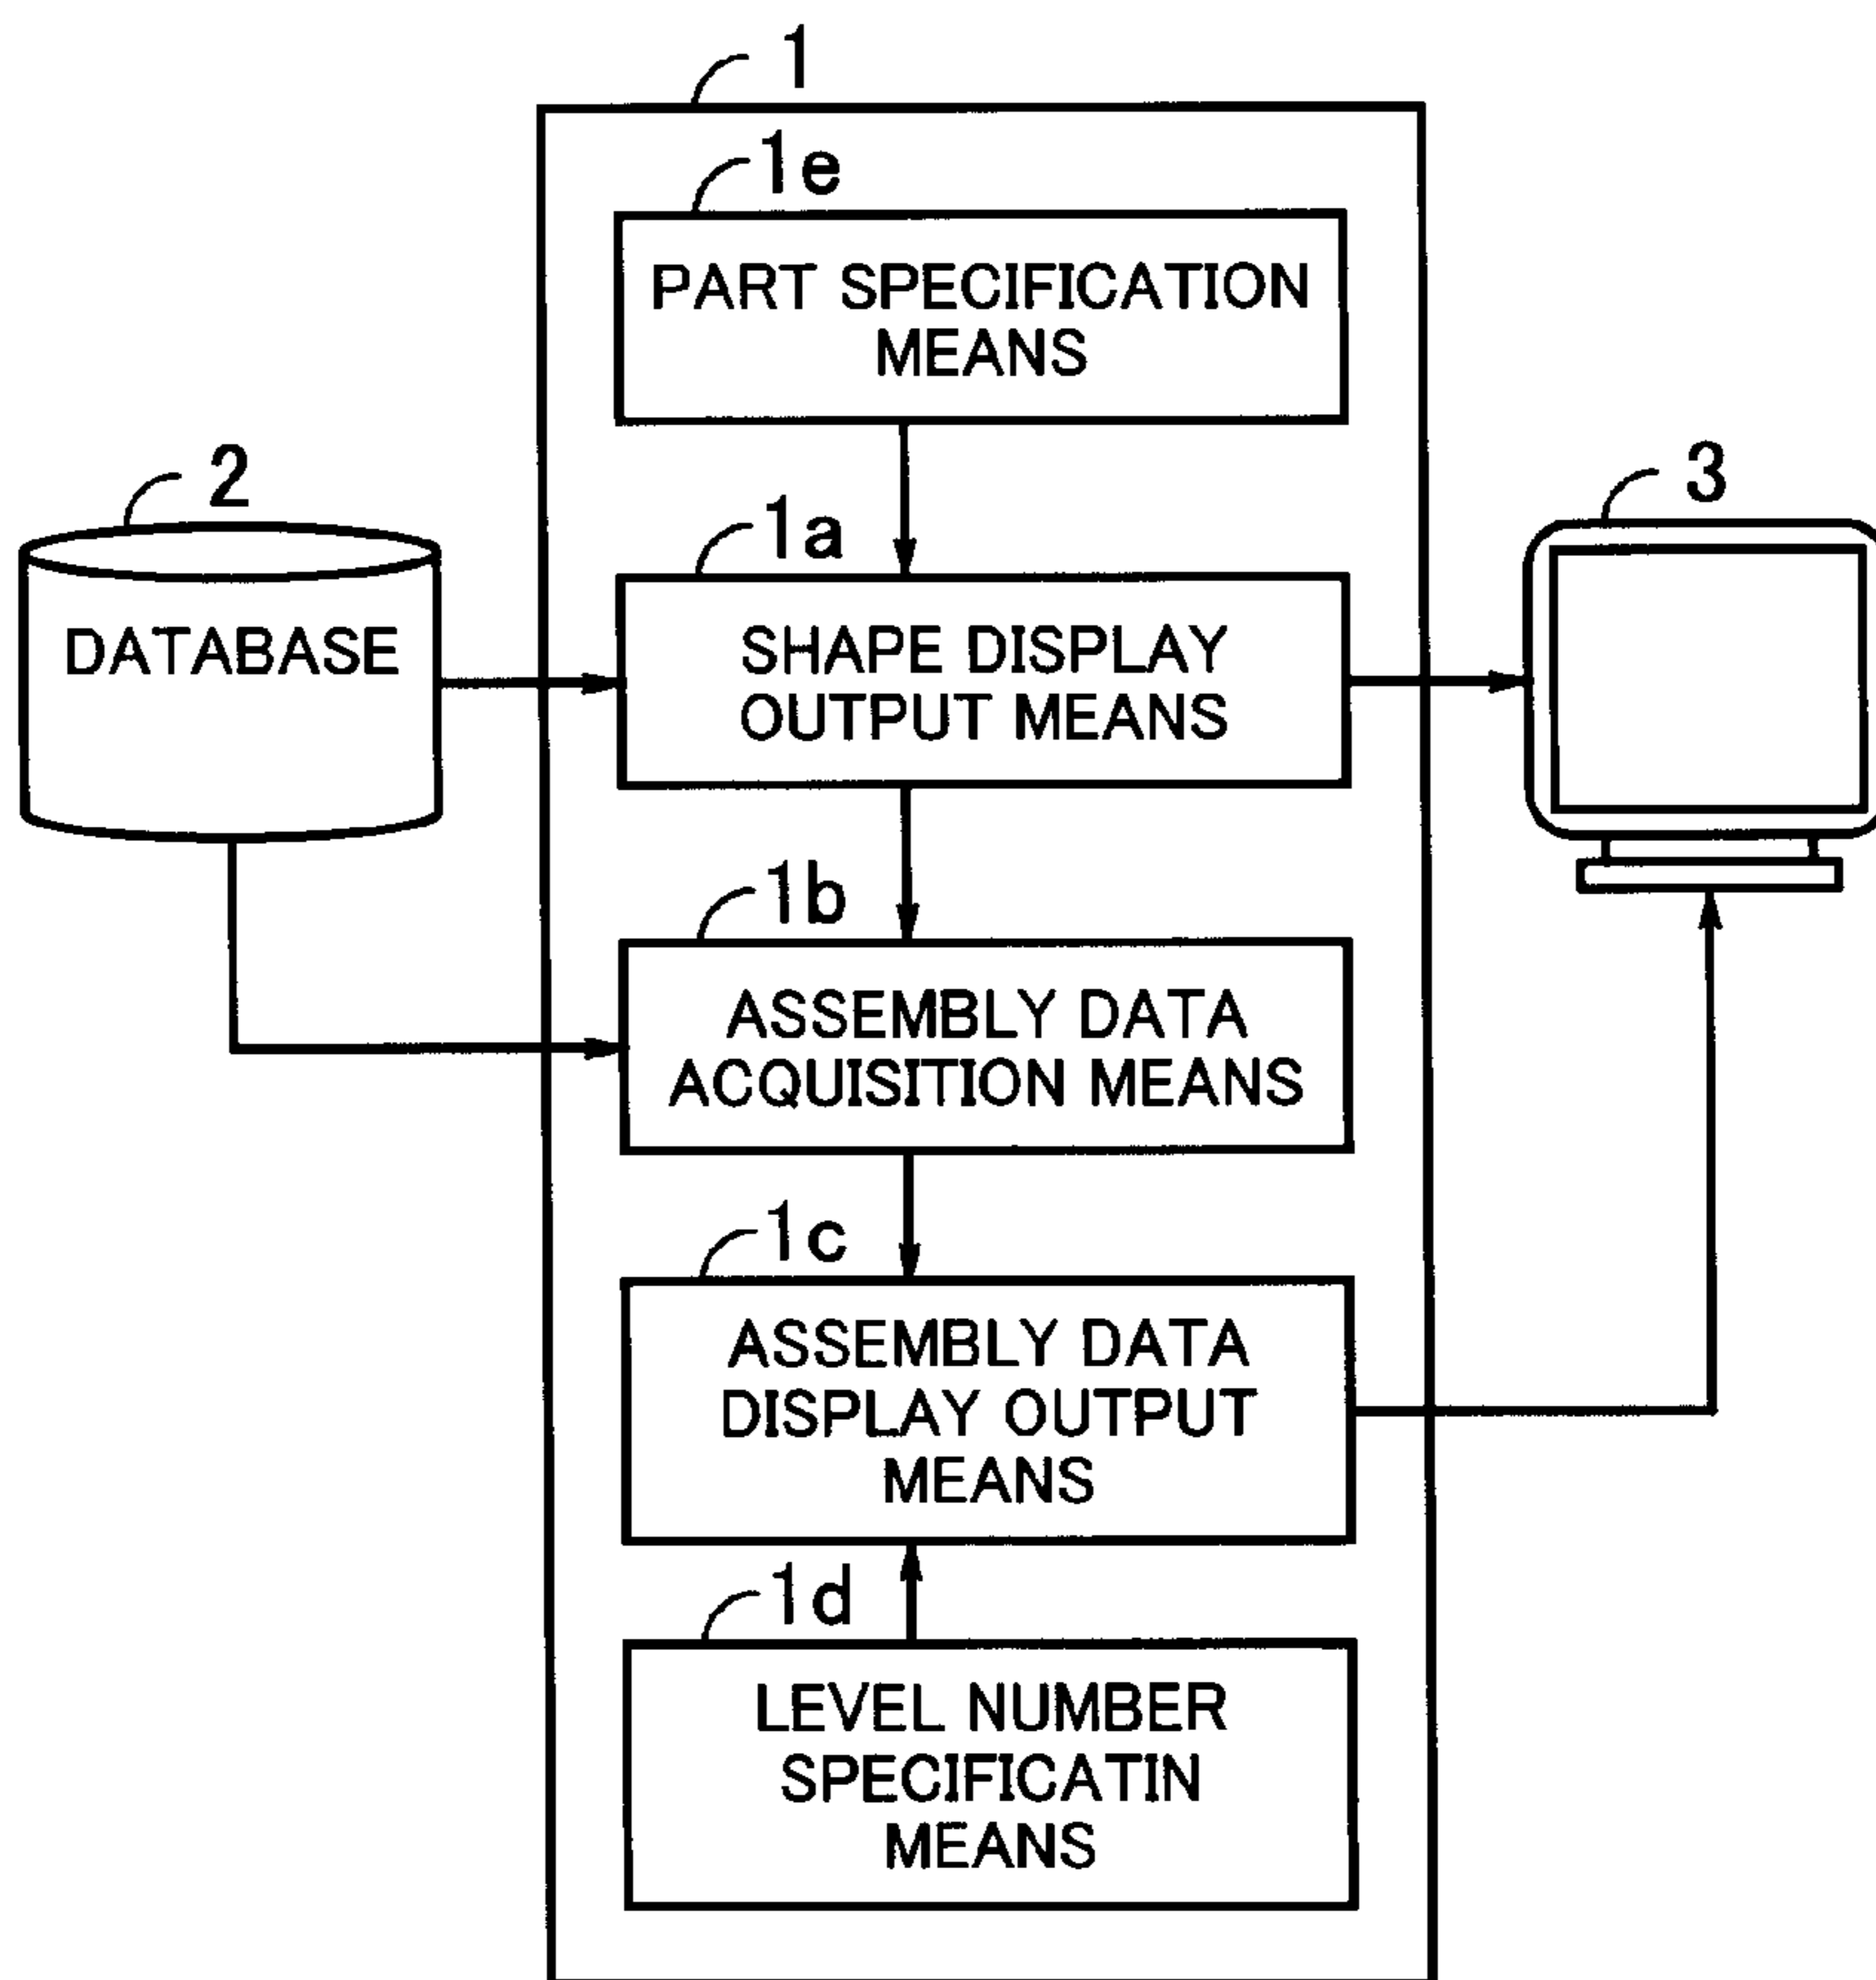 1
1e
PART SPECIFICATION
MEANS
2
1a
3
DATABASE
SHAPE DISPLAY
OUTPUT MEANS
1b
ASSEMBLY DATA
ACQUISITION MEANS
1c
ASSEMBLY DATA
DISPLAY OUTPUT
MEANS
1d
LEVEL NUMBER
SPECIFICATIN
MEANS